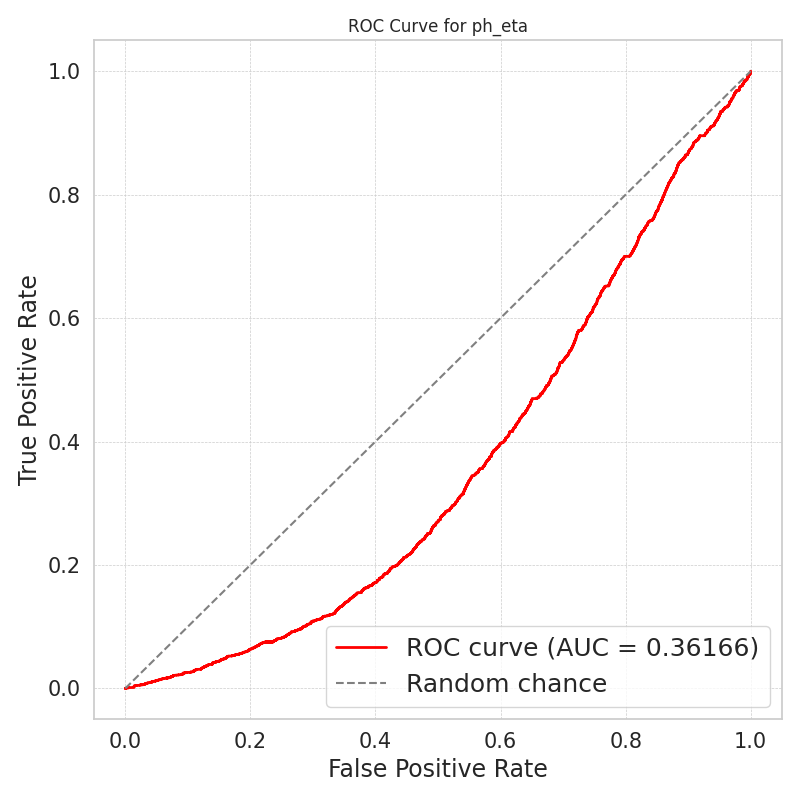 ROC Curve for ph_eta
True Positive Rate
1.0
0.8
0.6
0.4
0.2
0.0
ROC curve (AUC = 0.36166)
Random chance
0.0 0.2 0.4 0.6 0.8 1.0
False Positive Rate